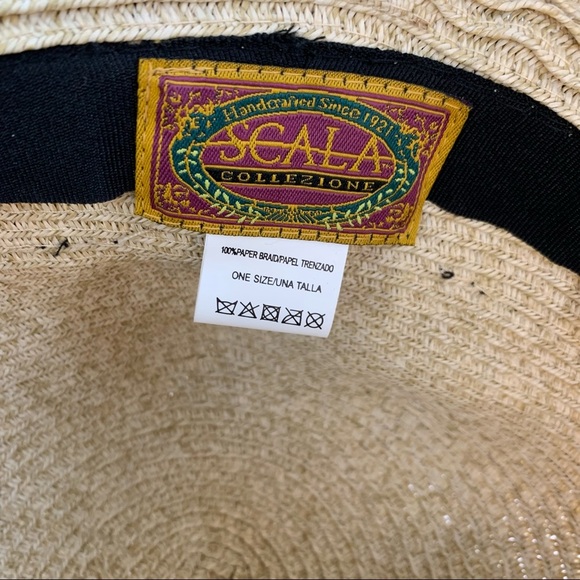 Handcrafted Since 1921
SCALA
COLLEZIONE
100%PAPER BRAID/PAPEL TRENZADO
ONE SIZE/UNA TALLA